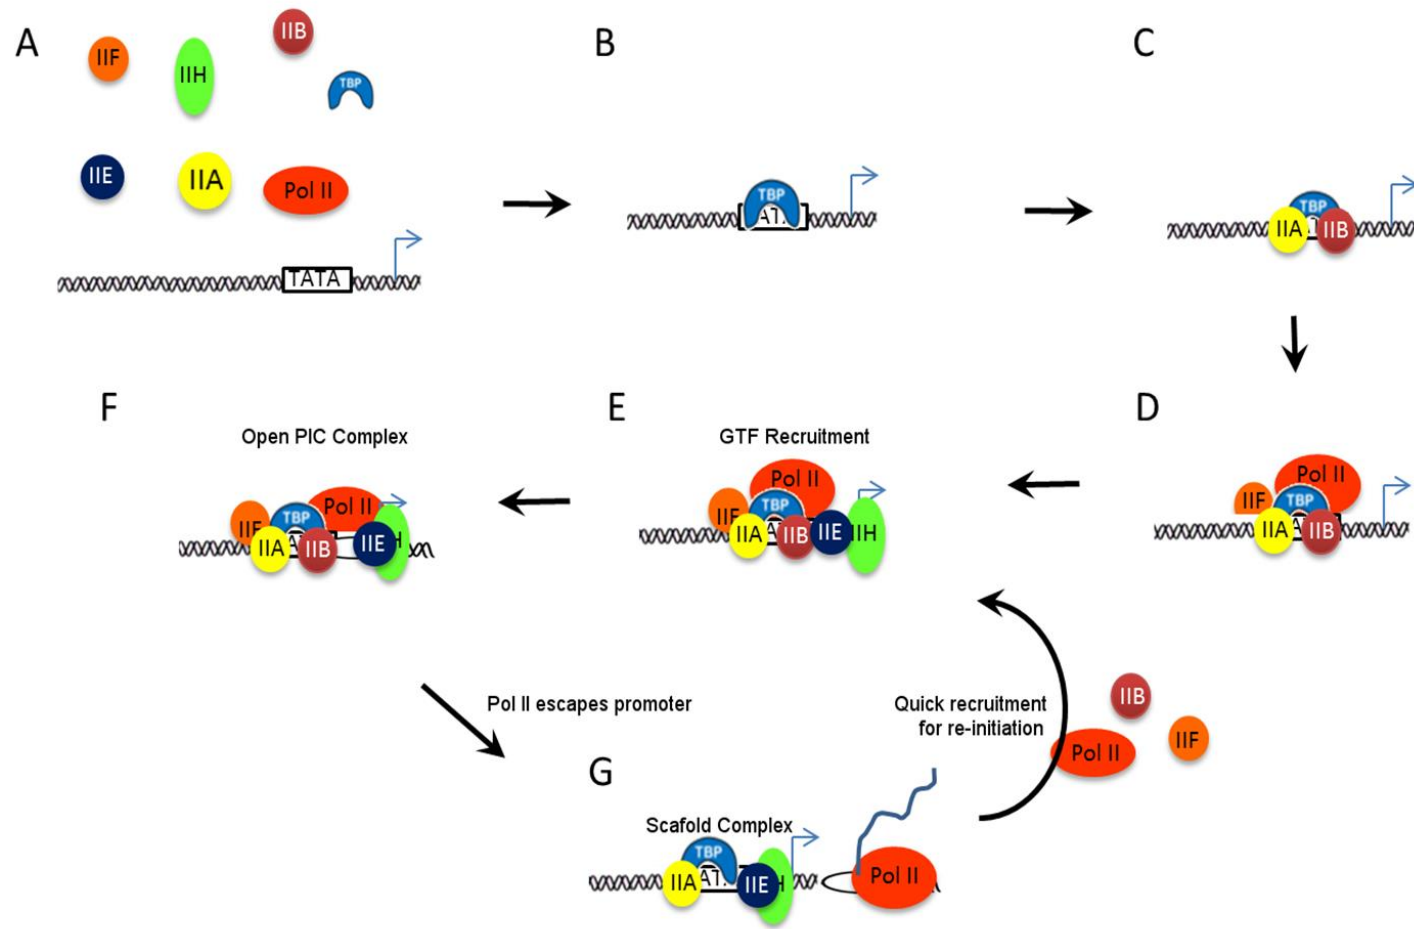 A
IIF
IIH
IIB
TBP
IIE
IIA
Pol II
TATA
B
TBP
ATA
C
TBP
IIA
IIB
D
Pol II
IIF
TBP
IIA
IIB
E
GTF Recruitment
Pol II
TBP
IIF
IIA
IIB
IIE
IIH
F
Open PIC Complex
Pol II
TBP
IIF
IIA
IIB
IIE
H
Pol II escapes promoter
Quick recruitment
for re-initiation
IIB
Pol II
IIF
G
Scafold Complex
TBP
IIA
AT
IIE
H
Pol II